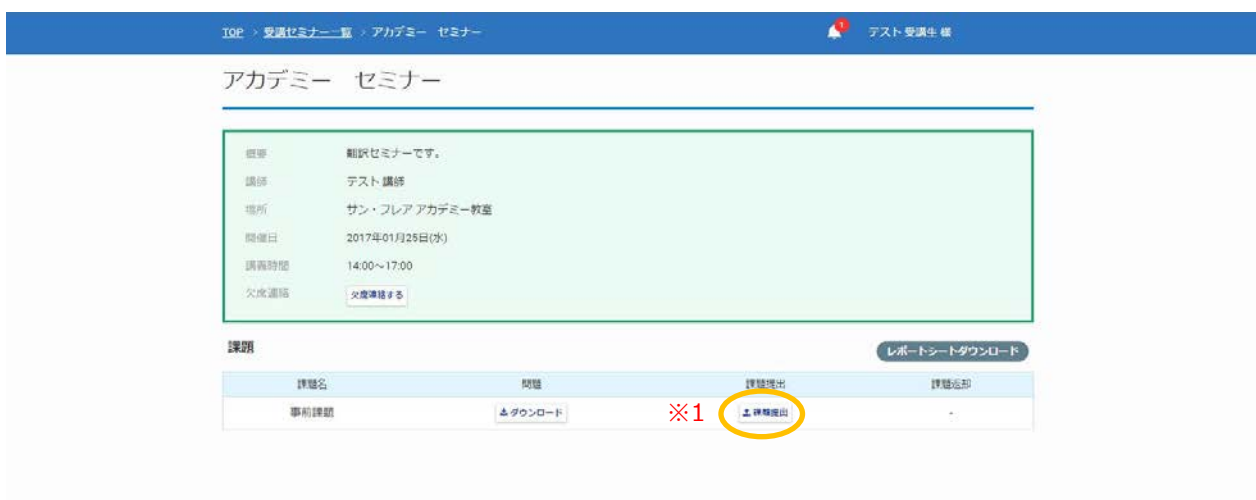 TOP > 受講セミナー一覧 > アカデミー　セミナー
1
テスト 受講生 様
アカデミー　セミナー
概要 翻訳セミナーです。
講師 テスト 講師
場所 サン・フレア アカデミー教室
開催日 2017年01月25日(水)
講義時間 14:00～17:00
欠席連絡 欠席連絡する
課題 レポートシートダウンロード
課題名 問題 課題提出 課題返却
事前課題 ダウンロード ※1 課題提出 -